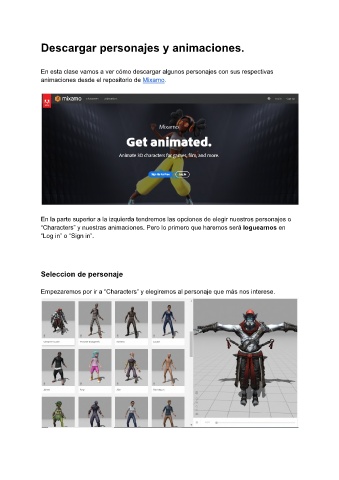 Descargar personajes y animaciones.
En esta clase vamos a ver cómo descargar algunos personajes con sus respectivas
animaciones desde el repositorio de Mixamo.
mixamo
Mixamo
Get animated.
Animate 3D characters for games, film, and more.
En la parte superior a la izquierda tendremos las opciones de elegir nuestros personajes o
“Characters” y nuestras animaciones. Pero lo primero que haremos será loguearnos en
“Log in” o “Sign in”.
Seleccion de personaje
Empezaremos por ir a “Characters” y elegiremos al personaje que más nos interese.